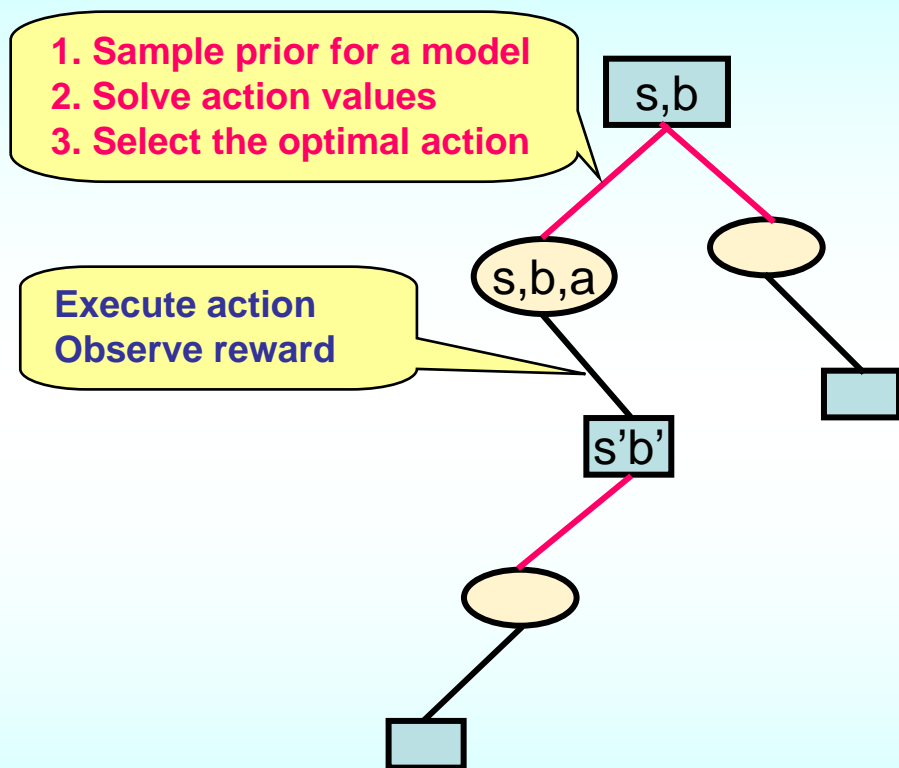 1. Sample prior for a model
2. Solve action values
3. Select the optimal action
s,b
s,b,a
Execute action
Observe reward
s’b’